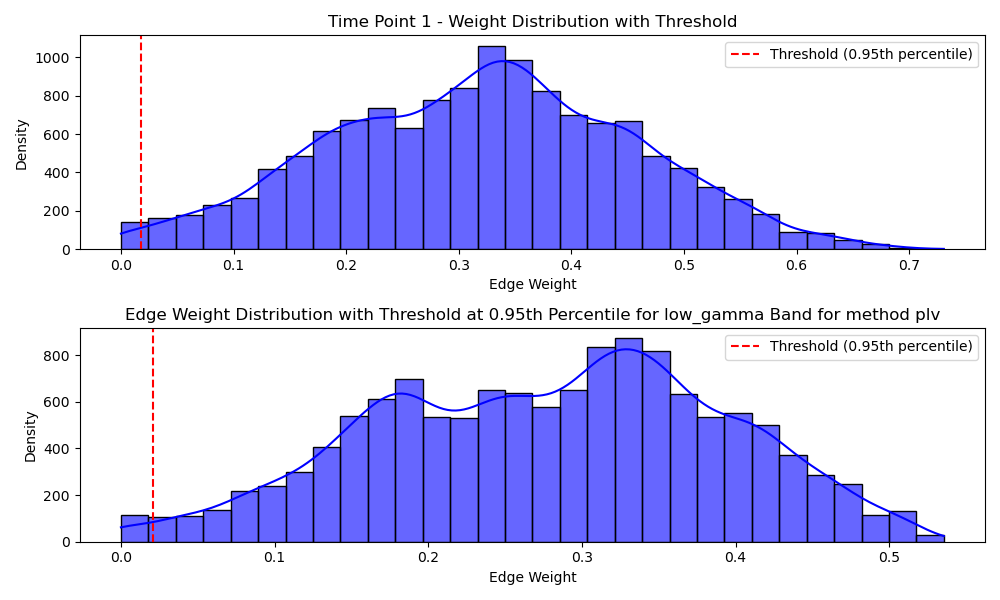 Time Point 1 - Weight Distribution with Threshold
Threshold (0.95th percentile)
1000
800
600
400
200
0
Density
0.0 0.1 0.2 0.3 0.4 0.5 0.6 0.7
Edge Weight
Edge Weight Distribution with Threshold at 0.95th Percentile for low_gamma Band for method plv
Threshold (0.95th percentile)
800
600
400
200
0
Density
0.0 0.1 0.2 0.3 0.4 0.5
Edge Weight